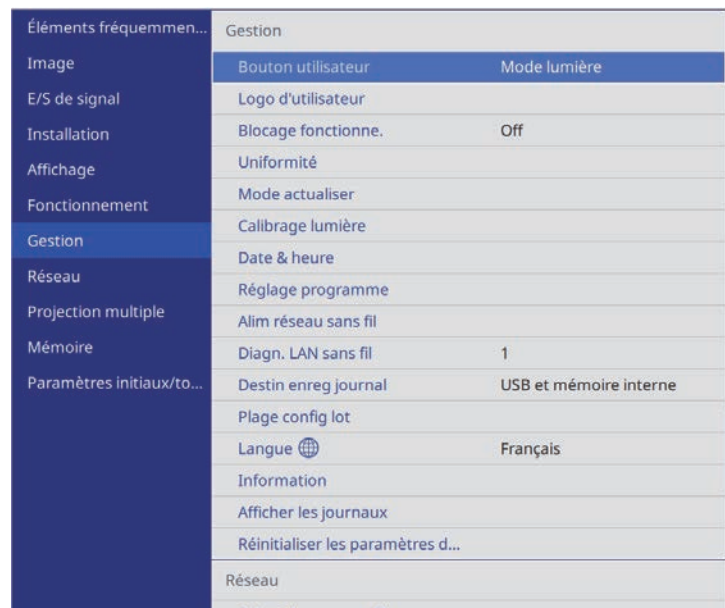 Éléments fréquemmen...
Image
E/S de signal
Installation
Affichage
Fonctionnement
Gestion
Réseau
Projection multiple
Mémoire
Paramètres initiaux/to...
Gestion
Bouton utilisateur Mode lumière
Logo d'utilisateur
Blocage fonctionne. Off
Uniformité
Mode actualiser
Calibrage lumière
Date & heure
Réglage programme
Alim réseau sans fil
Diagn. LAN sans fil 1
Destin enreg journal USB et mémoire interne
Plage config lot
Langue Français
Information
Afficher les journaux
Réinitialiser les paramètres d...
Réseau